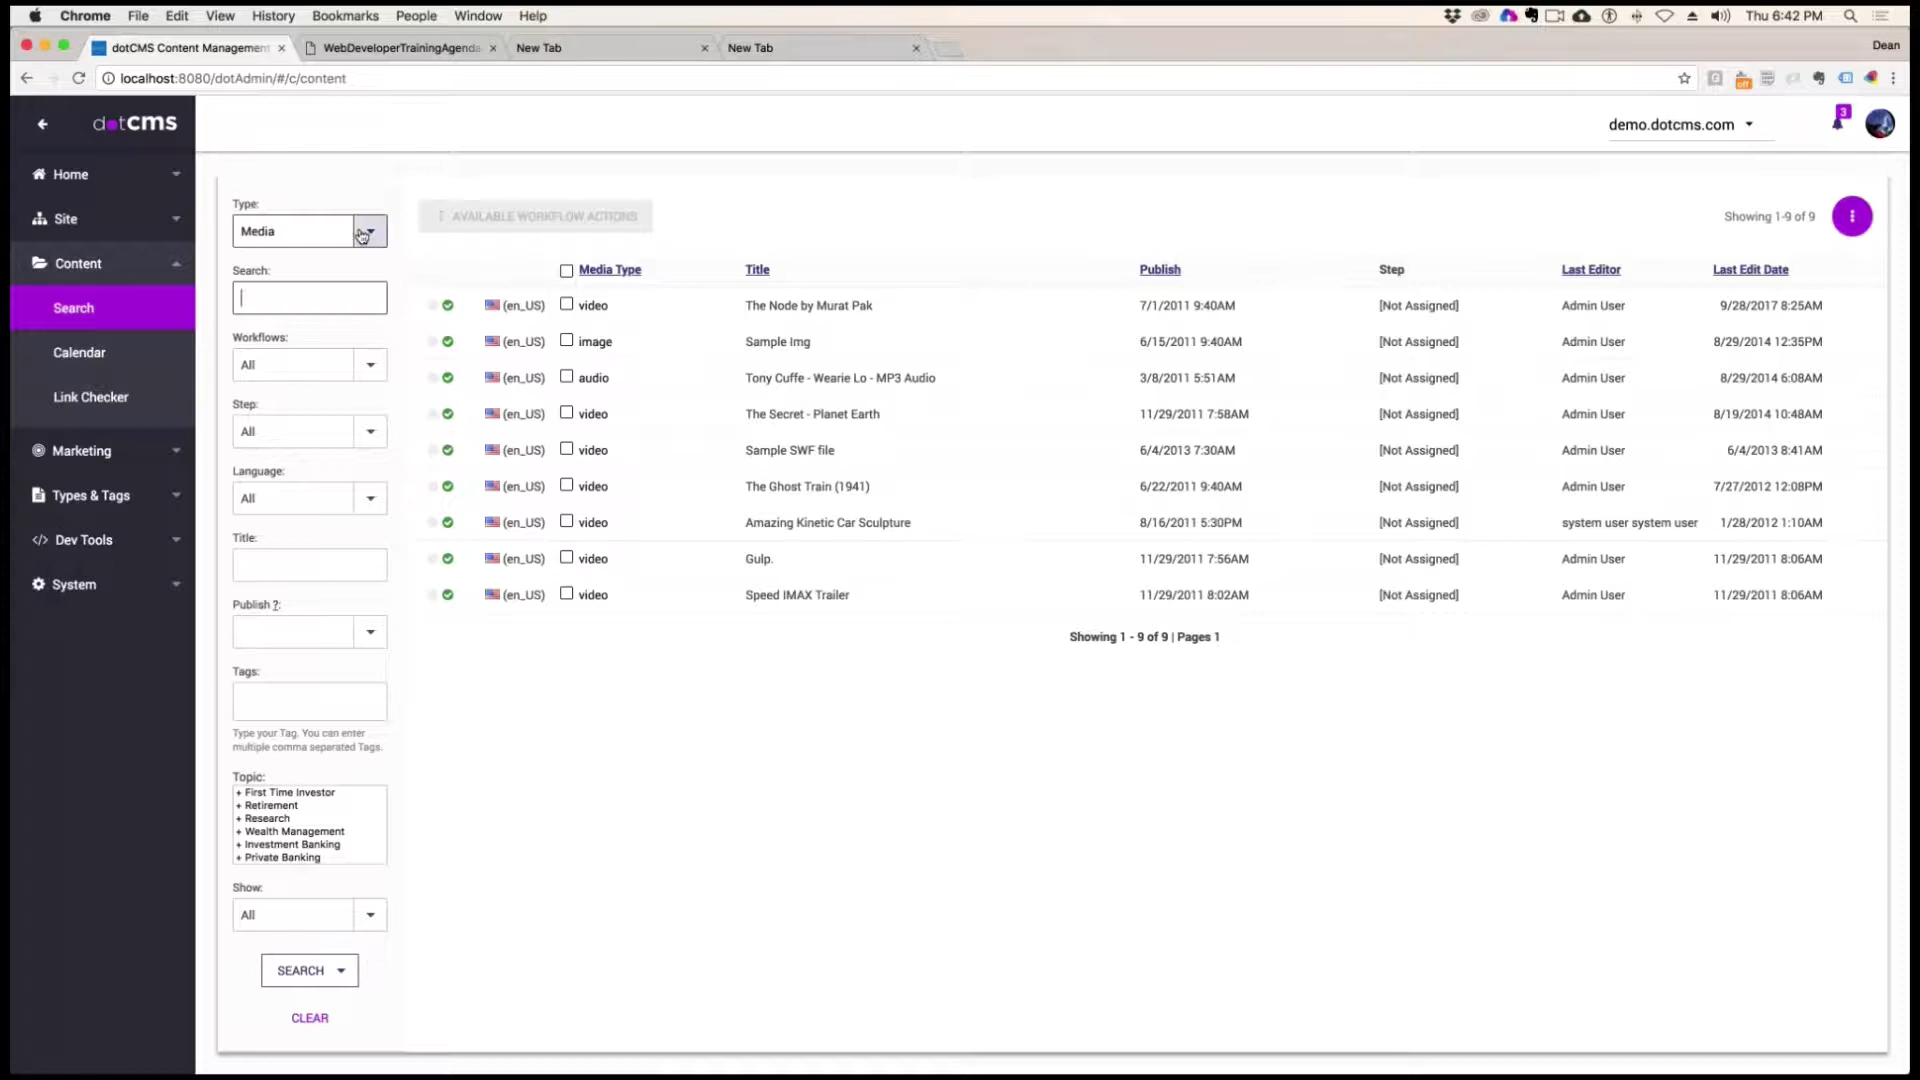 Chrome File Edit View History Bookmarks People Window Help Thu 6:42 PM
dotCMS Content Management WebDeveloperTrainingAgenda New Tab New Tab Dean
localhost:8080/dotAdmin/#/c/content off
dotCMS demo.dotcms.com 3
Home
Site
Content
Search
Calendar
Link Checker
Marketing
Types & Tags
Dev Tools
System
Type:
Media
Search:
Workflows:
All
Step:
All
Language:
All
Title:
Publish ?:
Tags:
Type your Tag. You can enter
multiple comma separated Tags.
Topic:
+ First Time Investor
+ Retirement
+ Research
+ Wealth Management
+ Investment Banking
+ Private Banking
Show:
All
SEARCH
CLEAR
AVAILABLE WORKFLOW ACTIONS Showing 1-9 of 9
Media Type Title Publish Step Last Editor Last Edit Date
(en_US) video The Node by Murat Pak 7/1/2011 9:40AM [Not Assigned] Admin User 9/28/2017 8:25AM
(en_US) image Sample Img 6/15/2011 9:40AM [Not Assigned] Admin User 8/29/2014 12:35PM
(en_US) audio Tony Cuffe - Wearie Lo - MP3 Audio 3/8/2011 5:51AM [Not Assigned] Admin User 8/29/2014 6:08AM
(en_US) video The Secret - Planet Earth 11/29/2011 7:58AM [Not Assigned] Admin User 8/19/2014 10:48AM
(en_US) video Sample SWF file 6/4/2013 7:30AM [Not Assigned] Admin User 6/4/2013 8:41AM
(en_US) video The Ghost Train (1941) 6/22/2011 9:40AM [Not Assigned] Admin User 7/27/2012 12:08PM
(en_US) video Amazing Kinetic Car Sculpture 8/16/2011 5:30PM [Not Assigned] system user system user 1/28/2012 1:10AM
(en_US) video Gulp. 11/29/2011 7:56AM [Not Assigned] Admin User 11/29/2011 8:06AM
(en_US) video Speed IMAX Trailer 11/29/2011 8:02AM [Not Assigned] Admin User 11/29/2011 8:06AM
Showing 1 - 9 of 9 | Pages 1